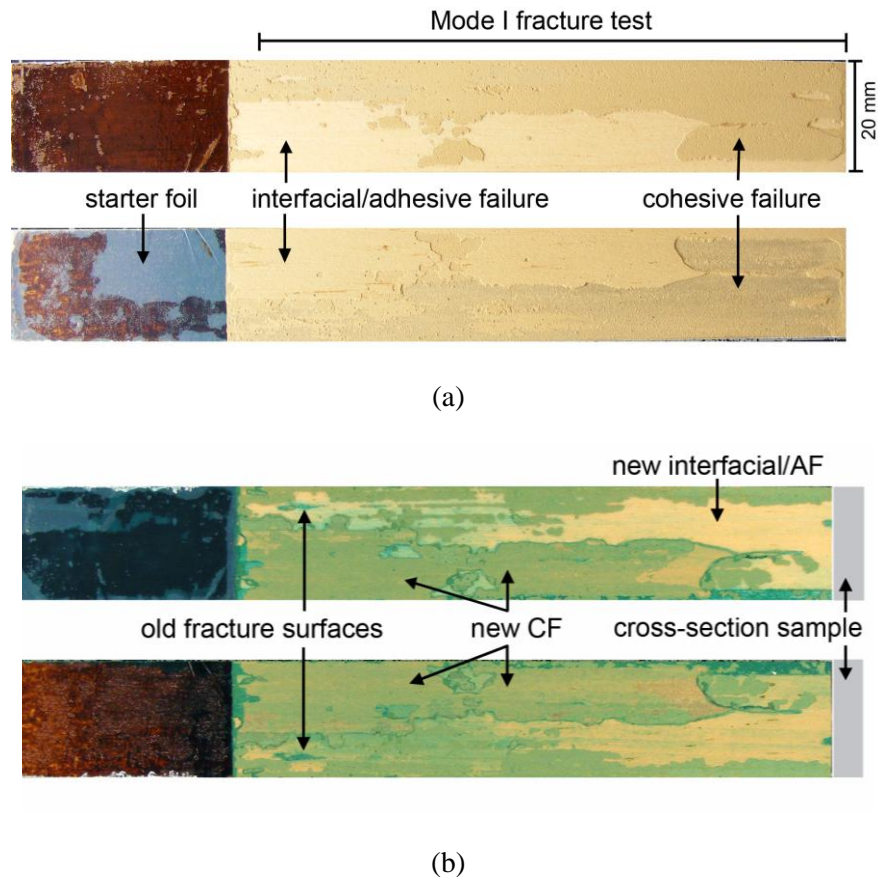 Mode I fracture test
20 mm
starter foil
interfacial/adhesive failure
cohesive failure
(a)
new interfacial/AF
old fracture surfaces
new CF
cross-section sample
(b)